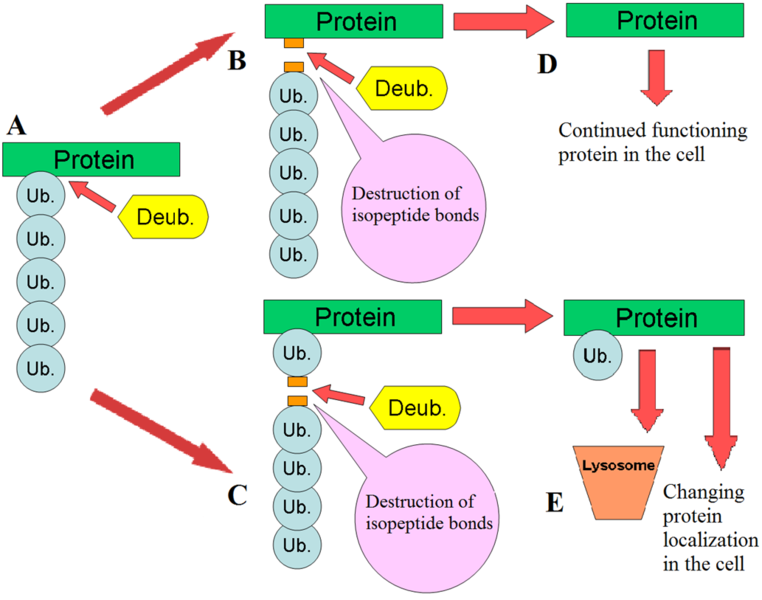 A
Protein
Ub.
Ub.
Ub.
Ub.
Ub.
Deub.
B
Protein
Ub.
Ub.
Ub.
Ub.
Ub.
Deub.
Destruction of
isopeptide bonds
D
Protein
Continued functioning
protein in the cell
C
Protein
Ub.
Ub.
Ub.
Ub.
Ub.
Deub.
Destruction of
isopeptide bonds
E
Protein
Ub.
Lysosome
Changing
protein
localization
in the cell